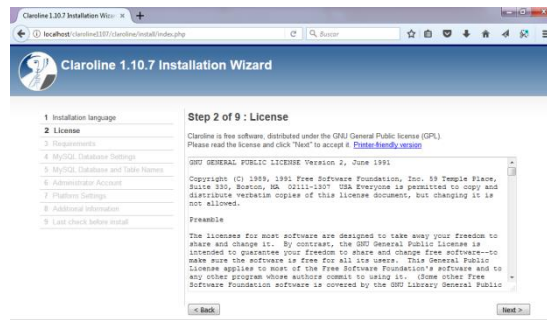 Claroline 1.10.7 Installation Wizar
localhost/claroline1107/claroline/install/index.php
Buscar
Claroline 1.10.7 Installation Wizard
1 Installation language
2 License
3 Requirements
4 MySQL Database Settings
5 MySQL Database and Table Names
6 Administrator Account
7 Platform Settings
8 Additional Information
9 Last check before install
Step 2 of 9 : License
Claroline is free software, distributed under the GNU General Public license (GPL).
Please read the license and click "Next" to accept it. Printer-friendly version
GNU GENERAL PUBLIC LICENSE Version 2, June 1991
Copyright (C) 1989, 1991 Free Software Foundation, Inc. 59 Temple Place,
Suite 330, Boston, MA 02111-1307 USA Everyone is permitted to copy and
distribute verbatim copies of this license document, but changing it is
not allowed.
Preamble
The licenses for most software are designed to take away your freedom to
share and change it. By contrast, the GNU General Public License is
intended to guarantee your freedom to share and change free software--to
make sure the software is free for all its users. This General Public
License applies to most of the Free Software Foundation's software and to
any other program whose authors commit to using it. (Some other Free
Software Foundation software is covered by the GNU Library General Public
< Back
Next >